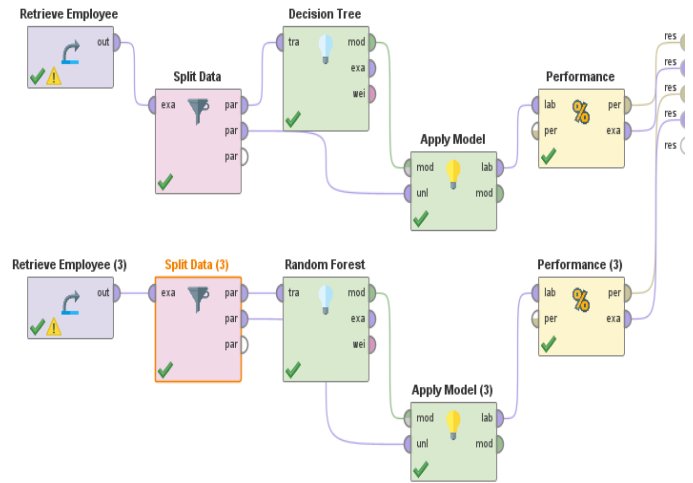 Retrieve Employee
out
Split Data
exa
par
par
par
Decision Tree
tra
mod
exa
wei
Apply Model
mod
unl
lab
mod
Performance
lab
per
per
exa
res
res
res
res
res
Retrieve Employee (3)
out
Split Data (3)
exa
par
par
par
Random Forest
tra
mod
exa
wei
Apply Model (3)
mod
unl
lab
mod
Performance (3)
lab
per
per
exa